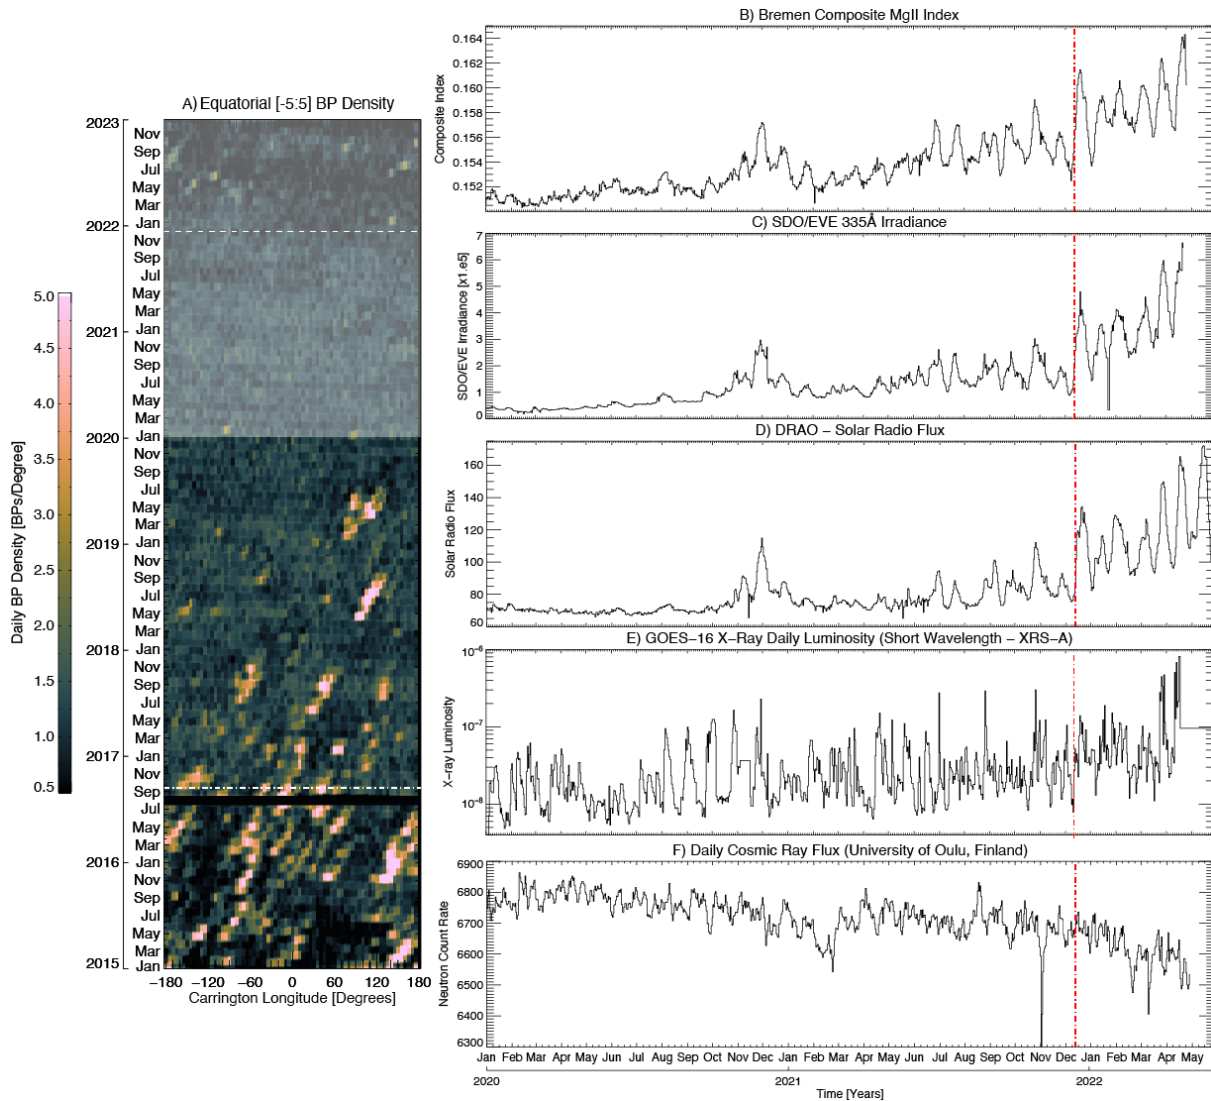 A) Equatorial [-5:5] BP Density
2023
Nov
Sep
Jul
May
Mar
Jan
2022
Nov
Sep
Jul
May
Mar
Jan
2021
Nov
Sep
Jul
May
Mar
Jan
2020
Nov
Sep
Jul
May
Mar
2019
Nov
Sep
Jul
May
Mar
Jan
2018
Nov
Sep
Jul
May
Mar
Jan
2017
Nov
Sep
Jul
May
Mar
Jan
2016
Nov
Sep
Jul
May
Mar
Jan
2015
−180 −120 −60 0 60 120 180
Carrington Longitude [Degrees]
Daily BP Density [BPs/Degree]
5.0
4.5
4.0
3.5
3.0
2.5
2.0
1.5
1.0
0.5
B) Bremen Composite MgII Index
Composite Index
0.164
0.162
0.160
0.158
0.156
0.154
0.152
C) SDO/EVE 335Å Irradiance
SDO/EVE Irradiance [x1.e5]
7
6
5
4
3
2
1
0
D) DRAO − Solar Radio Flux
Solar Radio Flux
160
140
120
100
80
60
E) GOES−16 X−Ray Daily Luminosity (Short Wavelength − XRS−A)
X−ray Luminosity
10−6
10−7
10−8
F) Daily Cosmic Ray Flux (University of Oulu, Finland)
Neutron Count Rate
6900
6800
6700
6600
6500
6400
6300
Jan Feb Mar Apr May Jun Jul Aug Sep Oct Nov Dec Jan Feb Mar Apr May Jun Jul Aug Sep Oct Nov Dec Jan Feb Mar Apr May
2020 2021 2022
Time [Years]